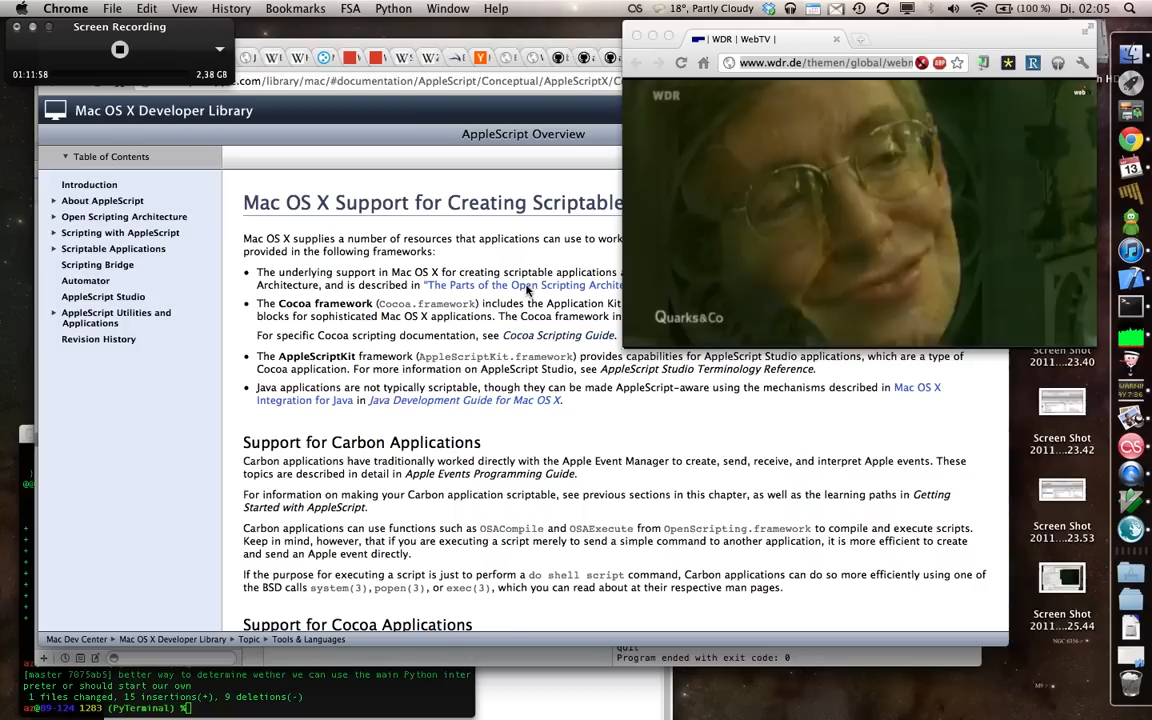 Chrome File Edit View History Bookmarks FSA Python Window Help
18°, Partly Cloudy
(100 %) Di. 02:05
Screen Recording
01:11:58 2,38 GB
| WDR | WebTV |
.com/library/mac/#documentation/AppleScript/Conceptual/AppleScriptX/C
www.wdr.de/themen/global/webm
Mac OS X Developer Library
AppleScript Overview
Table of Contents
Introduction
About AppleScript
Open Scripting Architecture
Scripting with AppleScript
Scriptable Applications
Scripting Bridge
Automator
AppleScript Studio
AppleScript Utilities and
Applications
Revision History
Mac OS X Support for Creating Scriptable
Mac OS X supplies a number of resources that applications can use to work
provided in the following frameworks:
The underlying support in Mac OS X for creating scriptable applications
Architecture, and is described in "The Parts of the Open Scripting Archite
The Cocoa framework (Cocoa.framework) includes the Application Kit
blocks for sophisticated Mac OS X applications. The Cocoa framework in
For specific Cocoa scripting documentation, see Cocoa Scripting Guide.
The AppleScriptKit framework (AppleScriptKit.framework) provides capabilities for AppleScript Studio applications, which are a type of
Cocoa application. For more information on AppleScript Studio, see AppleScript Studio Terminology Reference.
Java applications are not typically scriptable, though they can be made AppleScript-aware using the mechanisms described in Mac OS X
Integration for Java in Java Development Guide for Mac OS X.
Support for Carbon Applications
Carbon applications have traditionally worked directly with the Apple Event Manager to create, send, receive, and interpret Apple events. These
topics are described in detail in Apple Events Programming Guide.
For information on making your Carbon application scriptable, see previous sections in this chapter, as well as the learning paths in Getting
Started with AppleScript.
Carbon applications can use functions such as OSACompile and OSAExecute from OpenScripting.framework to compile and execute scripts.
Keep in mind, however, that if you are executing a script merely to send a simple command to another application, it is more efficient to create
and send an Apple event directly.
If the purpose for executing a script is just to perform a do shell script command, Carbon applications can do so more efficiently using one of
the BSD calls system(3), popen(3), or exec(3), which you can read about at their respective man pages.
Support for Cocoa Applications
Mac Dev Center Mac OS X Developer Library Topic Tools & Languages
WDR
web
Quarks&Co
23.40
Screen Shot
2011....23.42
Screen Shot
2011....23.53
Screen Shot
2011....25.44
quit
Program ended with exit code: 0
[master 7075ab5] better way to determine wether we can use the main Python inter
preter or should start our own
1 files changed, 15 insertions(+), 9 deletions(-)
az@89-124 1283 (PyTerminal) %